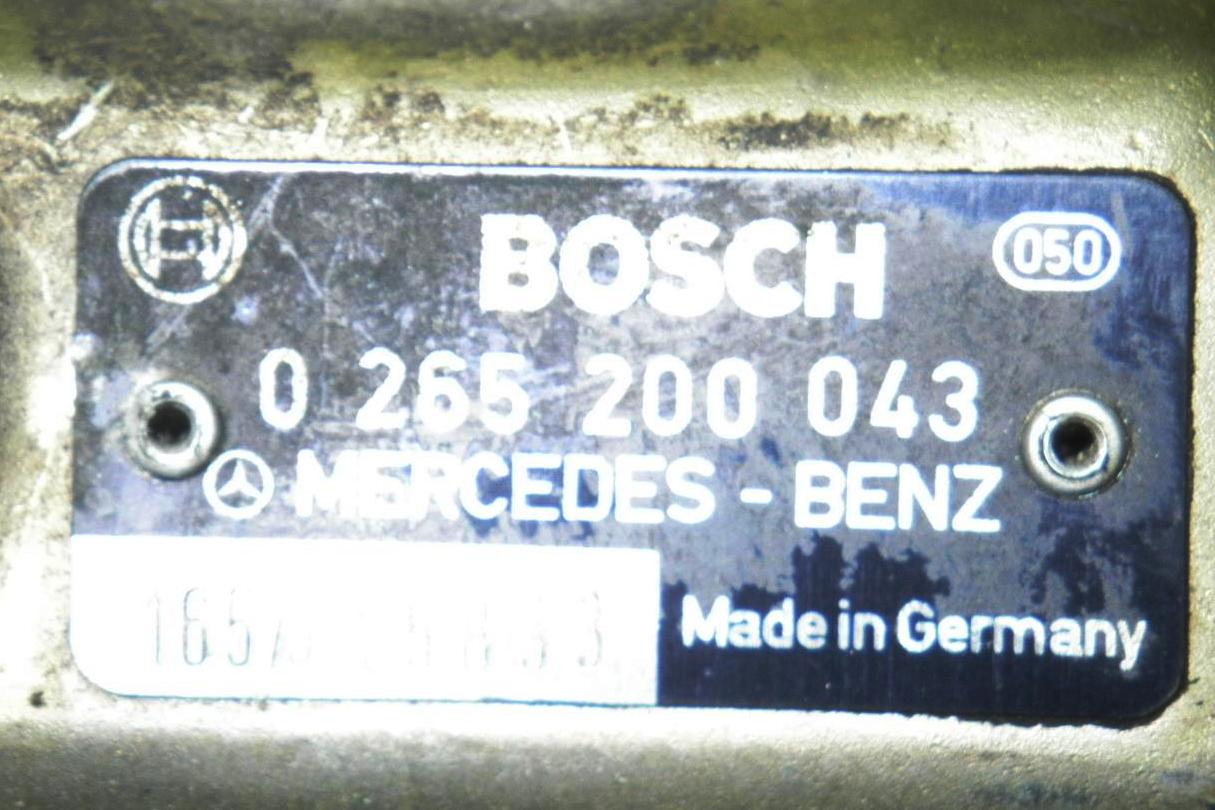 BOSCH 050
0 265 200 043
MERCEDES - BENZ
Made in Germany